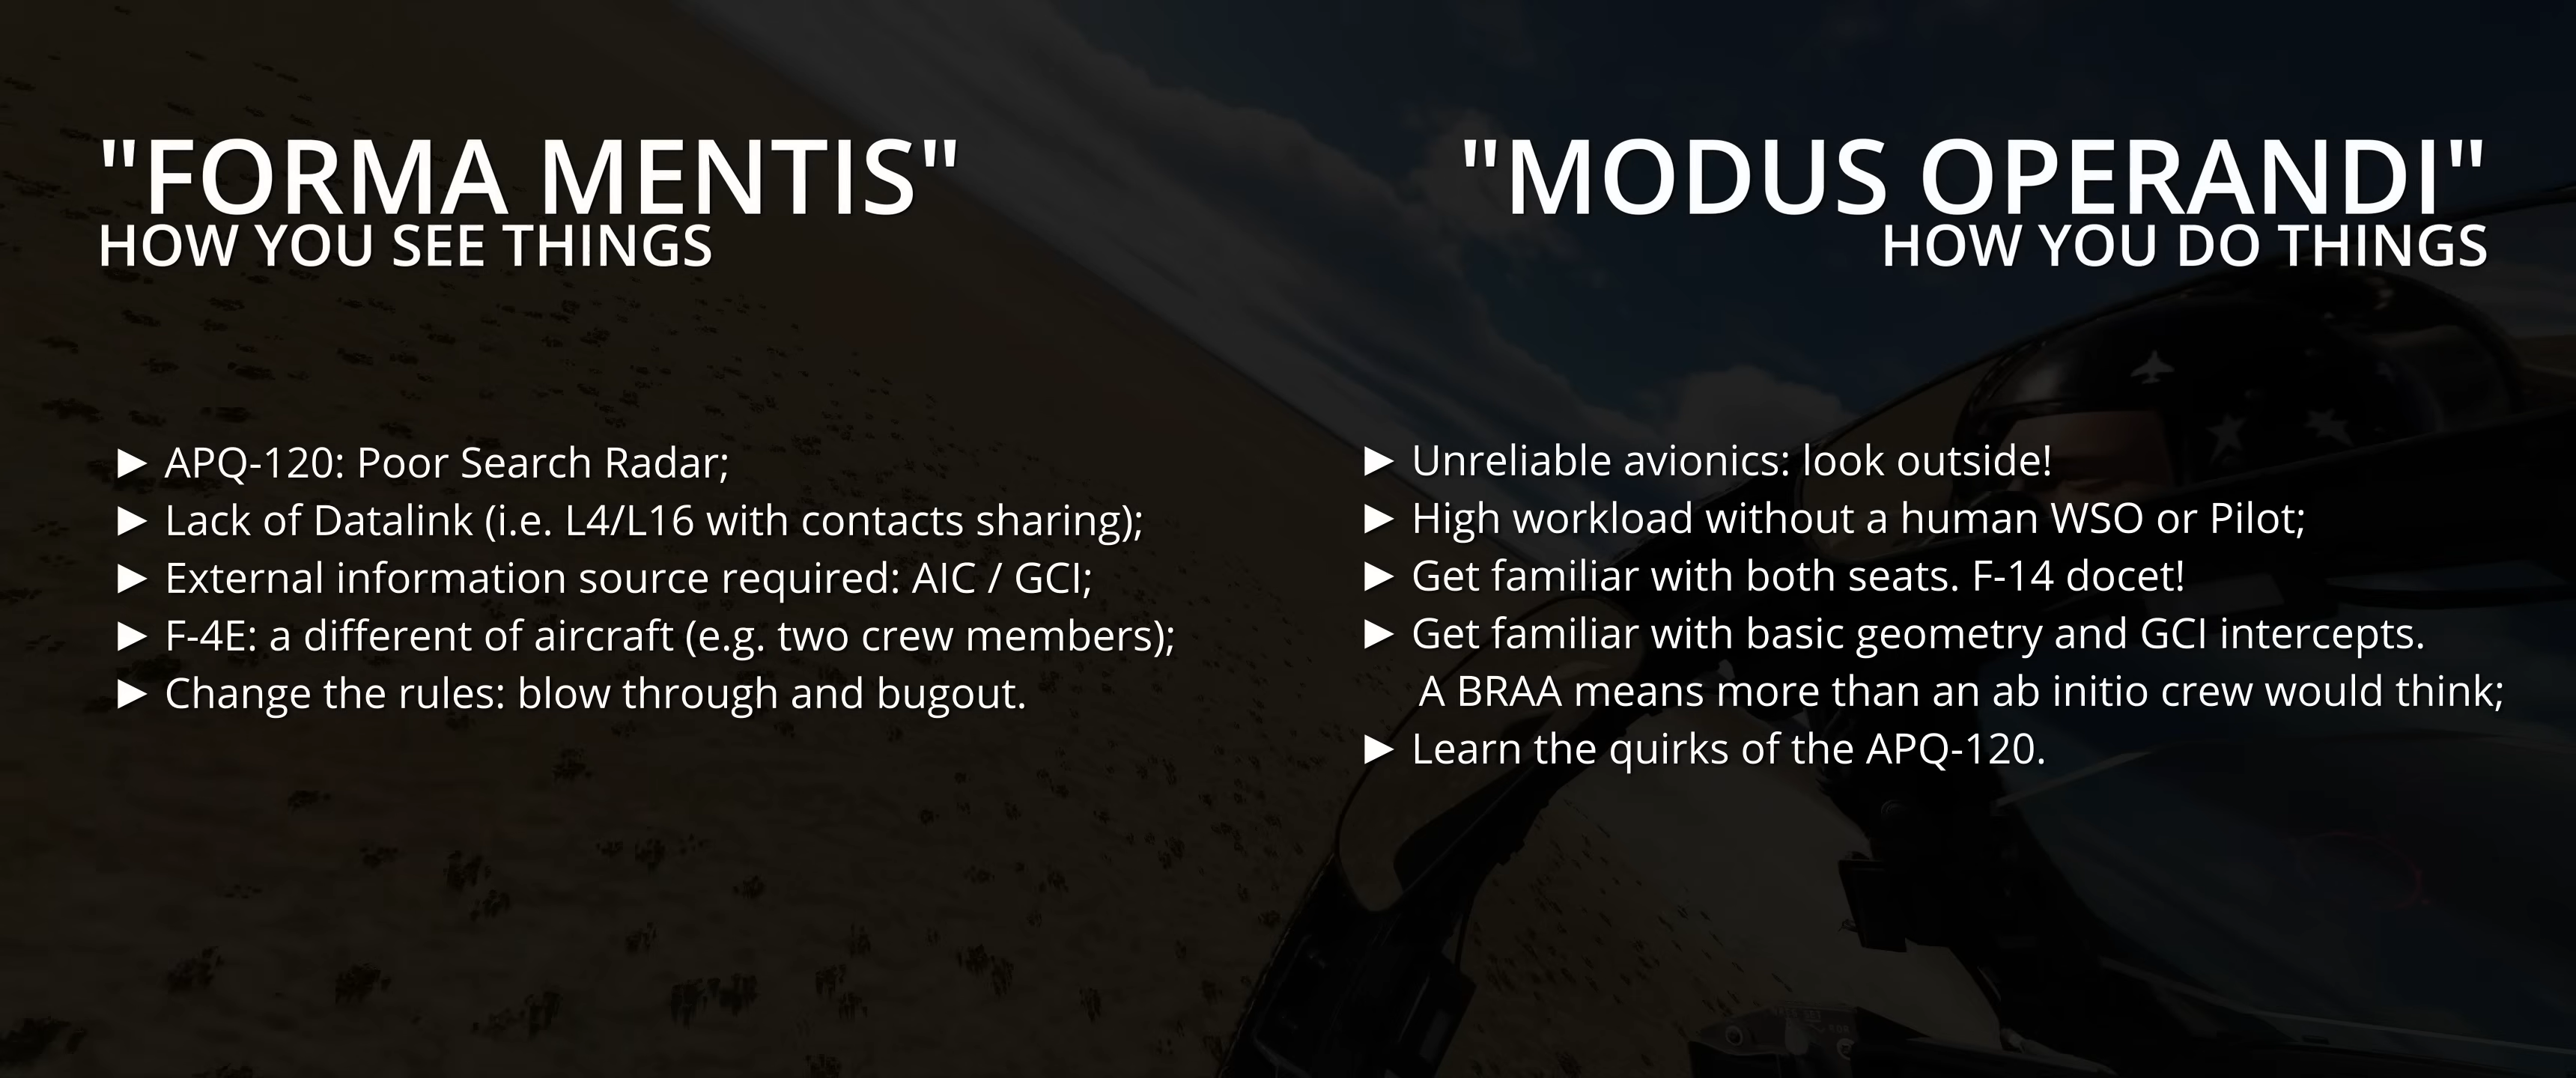 "FORMA MENTIS"
HOW YOU SEE THINGS
► APQ-120: Poor Search Radar;
► Lack of Datalink (i.e. L4/L16 with contacts sharing);
► External information source required: AIC / GCI;
► F-4E: a different of aircraft (e.g. two crew members);
► Change the rules: blow through and bugout.
"MODUS OPERANDI"
HOW YOU DO THINGS
► Unreliable avionics: look outside!
► High workload without a human WSO or Pilot;
► Get familiar with both seats. F-14 docet!
► Get familiar with basic geometry and GCI intercepts.
A BRAA means more than an ab initio crew would think;
► Learn the quirks of the APQ-120.